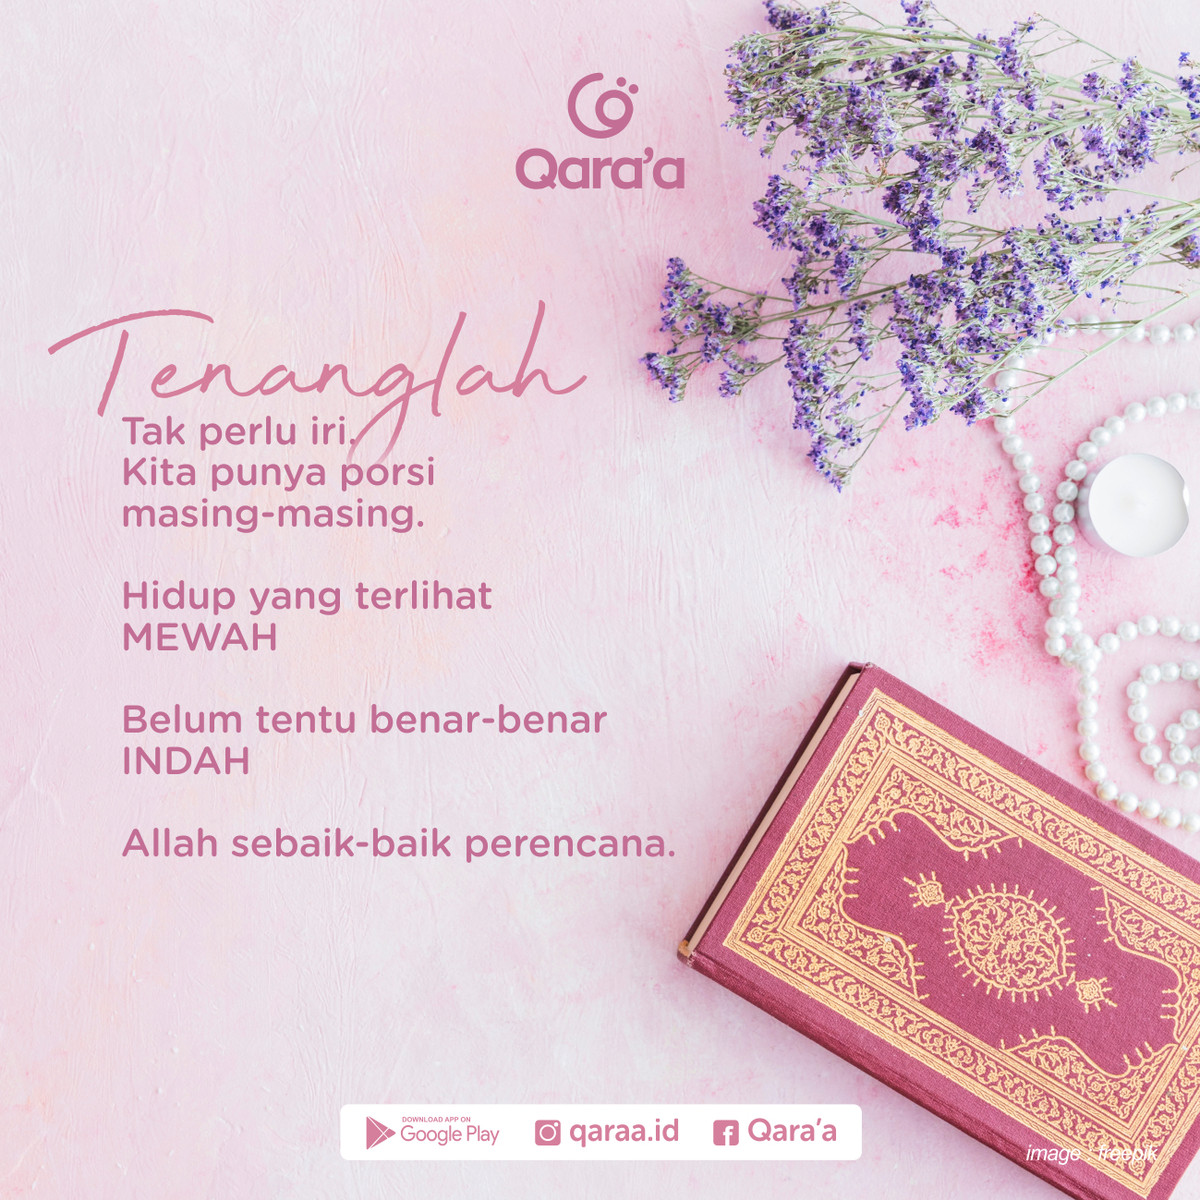 Qara'a
Tenanglah
Tak perlu iri.
Kita punya porsi
masing-masing.
Hidup yang terlihat
MEWAH
Belum tentu benar-benar
INDAH
Allah sebaik-baik perencana.
DOWNLOAD APP ON
Google Play
qaraa.id
Qara'a
image : freepik